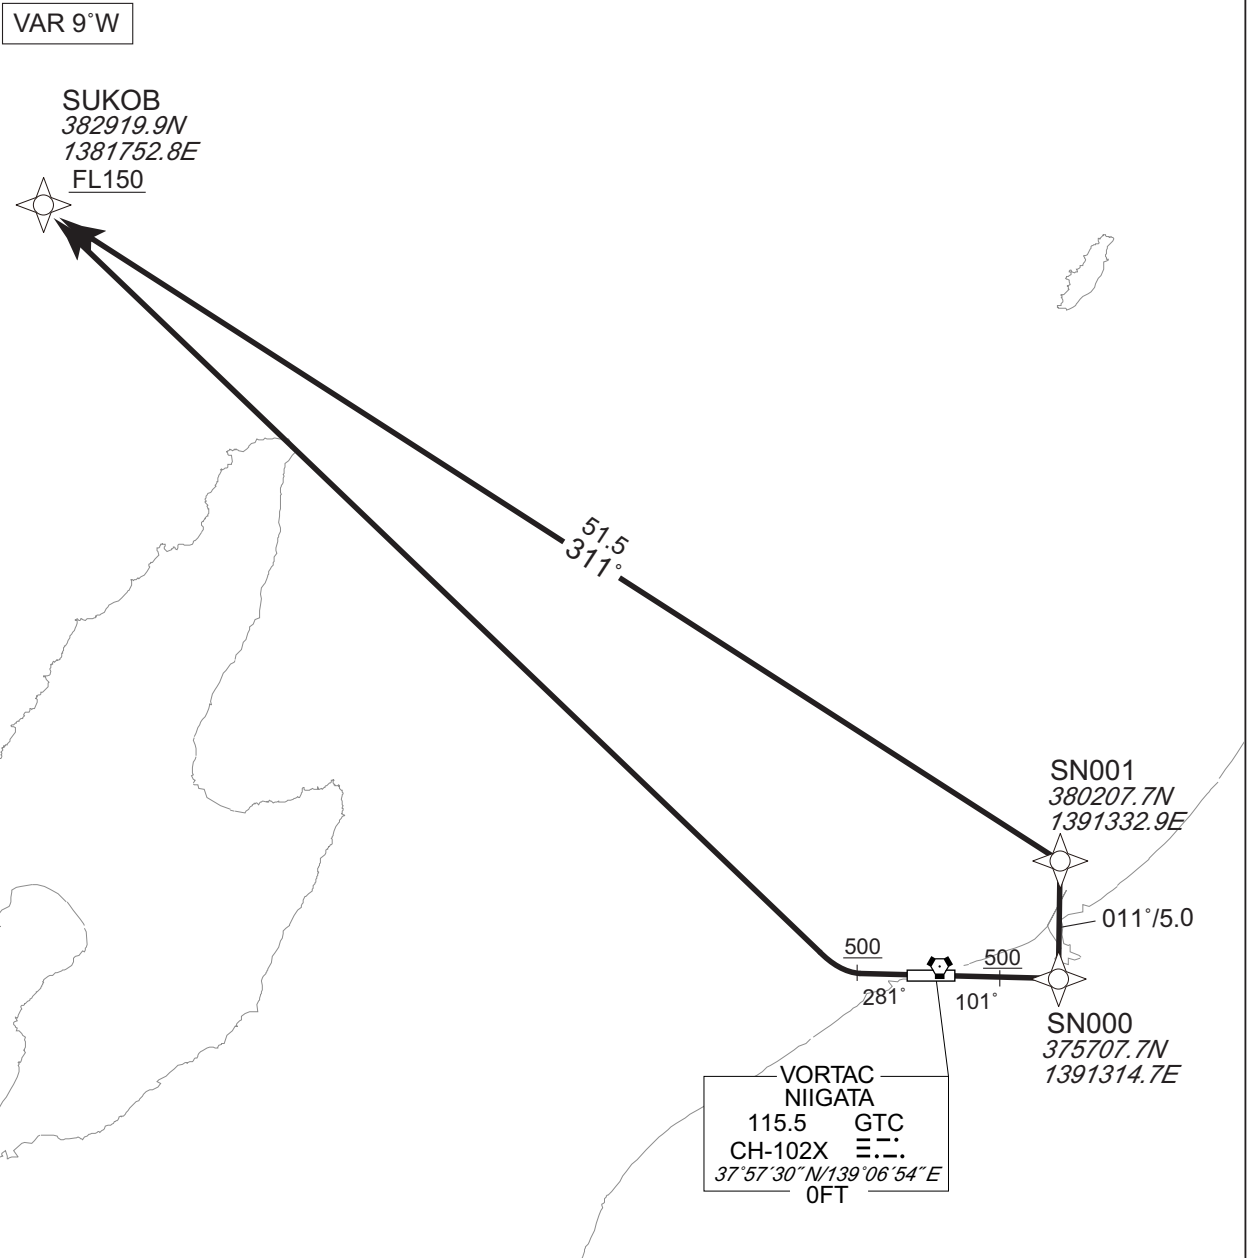 VAR 9˚W
SUKOB
382919.9N
1381752.8E
FL150
51.5
311˚
SN001
380207.7N
1391332.9E
011˚/5.0
500
500
281˚
101˚
SN000
375707.7N
1391314.7E
VORTAC
NIIGATA
115.5 GTC
CH-102X
37˚57´30˝N/139˚06´54˝E
0FT